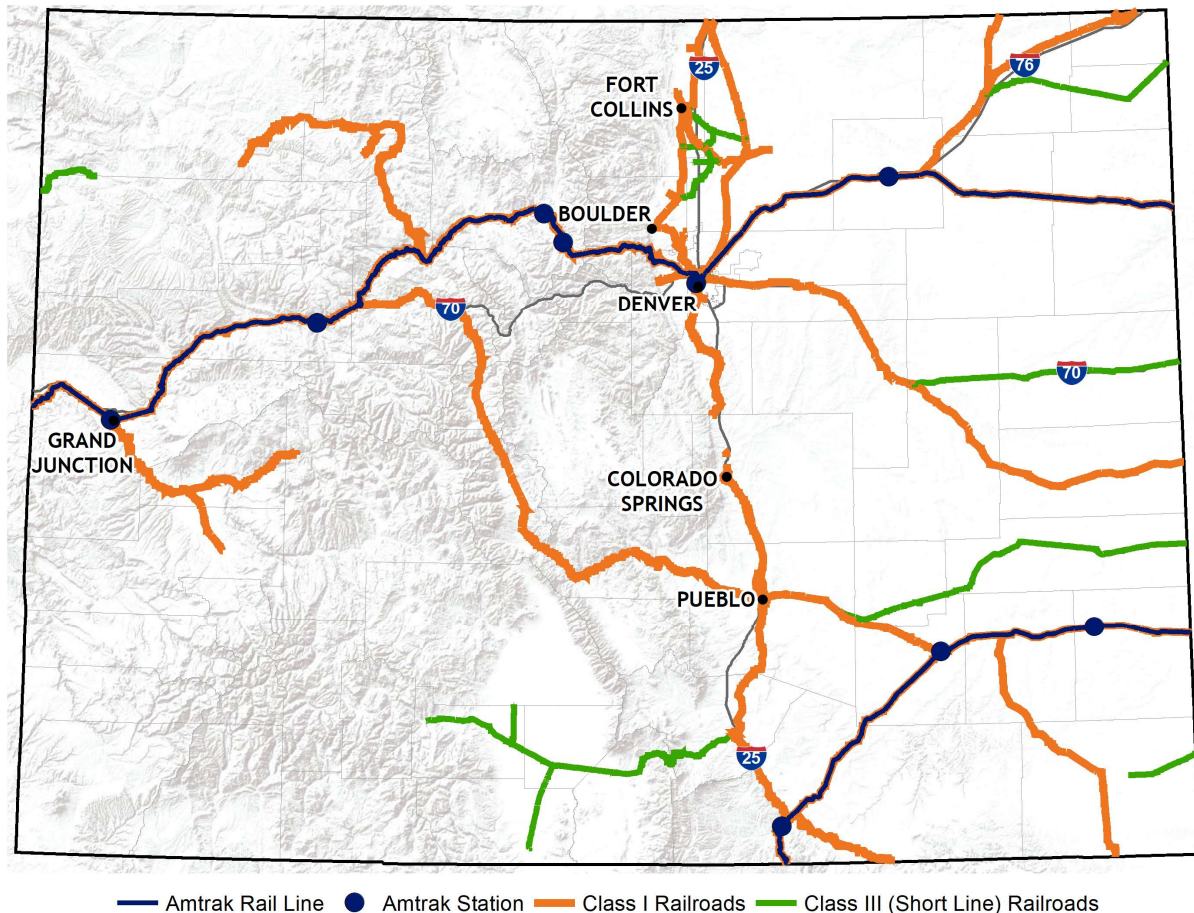 25
76
FORT
COLLINS
BOULDER
DENVER
70
70
GRAND
JUNCTION
COLORADO
SPRINGS
PUEBLO
25
Amtrak Rail Line
Amtrak Station
Class I Railroads
Class III (Short Line) Railroads